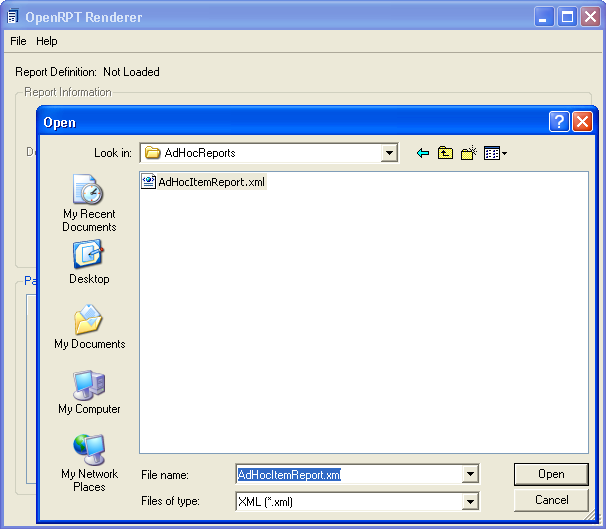 OpenRPT Renderer
File Help
Report Definition: Not Loaded
Report Information
Open
Look in: AdHocReports
AdHocItemReport.xml
My Recent
Documents
Desktop
My Documents
My Computer
My Network
Places
File name: AdHocItemReport.xml
Open
Files of type: XML (*.xml)
Cancel